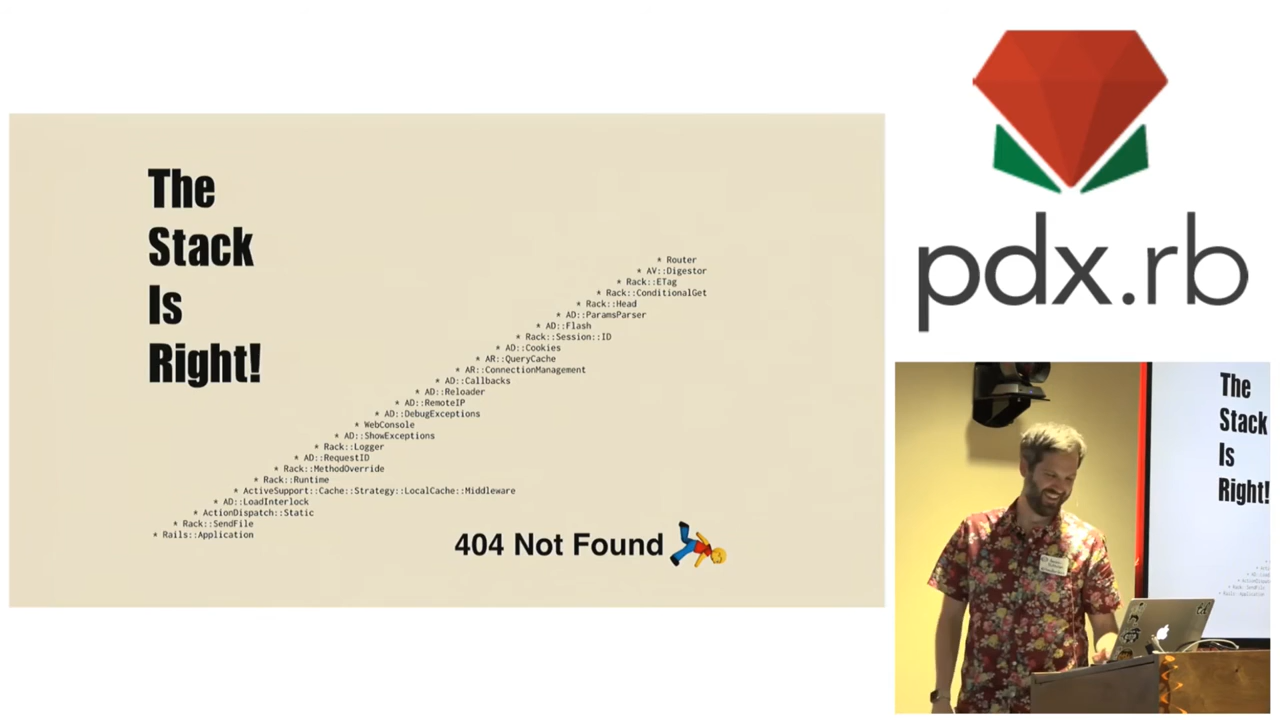 The
Stack
Is
Right!
* Router
* AV::Digestor
* Rack::ETag
* Rack::ConditionalGet
* Rack::Head
* AD::ParamsParser
* AD::Flash
* Rack::Session::ID
* AD::Cookies
* AR::QueryCache
* AR::ConnectionManagement
* AD::Callbacks
* AD::Reloader
* AD::RemoteIP
* AD::DebugExceptions
* WebConsole
* AD::ShowExceptions
* Rack::Logger
* AD::RequestID
* Rack::MethodOverride
* Rack::Runtime
* ActiveSupport::Cache::Strategy::LocalCache::Middleware
* AD::LoadInterlock
* ActionDispatch::Static
* Rack::SendFile
* Rails::Application
404 Not Found
pdx.rb
The
Stack
Is
Right!